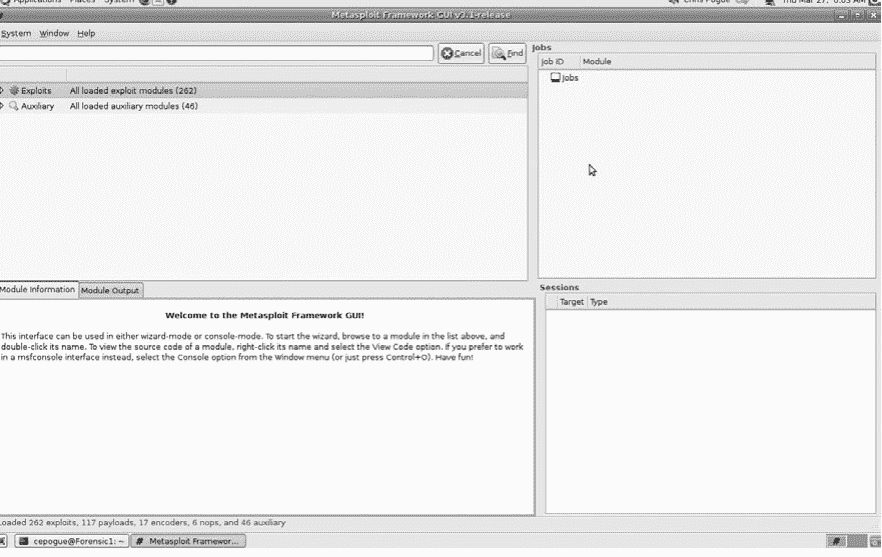 Applications Places System Thu Mar 27,
Metasploit Framework GUI v3.1-release
System Window Help
Cancel Find
Exploits All loaded exploit modules (262)
Auxiliary All loaded auxiliary modules (46)
Jobs
Job ID Module
Jobs
Module Information Module Output
Welcome to the Metasploit Framework GUI!
This interface can be used in either wizard-mode or console-mode. To start the wizard, browse to a module in the list above, and
double-click its name. To view the source code of a module, right-click its name and select the View Code option. If you prefer to work
in a msfconsole interface instead, select the Console option from the Window menu (or just press Control+O). Have fun!
Sessions
Target Type
Loaded 262 exploits, 117 payloads, 17 encoders, 6 nops, and 46 auxiliary
cepogue@Forensic1: ~ # Metasploit Framewor... #